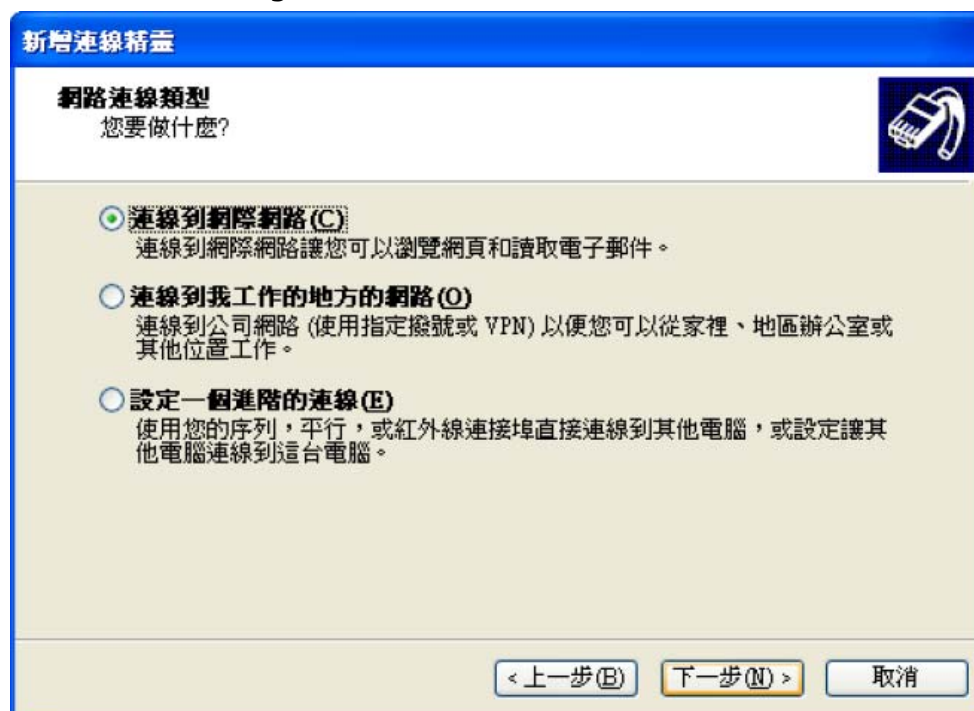 新增連線精靈
網路連線類型
您要做什麼?
連線到網際網路(C)
連線到網際網路讓您可以瀏覽網頁和讀取電子郵件。
連線到我工作的地方的網路(O)
連線到公司網路 (使用指定撥號或 VPN) 以便您可以從家裡、地區辦公室或
其他位置工作。
設定一個進階的連線(E)
使用您的序列，平行，或紅外線連接埠直接連線到其他電腦，或設定讓其
他電腦連線到這台電腦。
<上一步(B) 下一步(N)> 取消